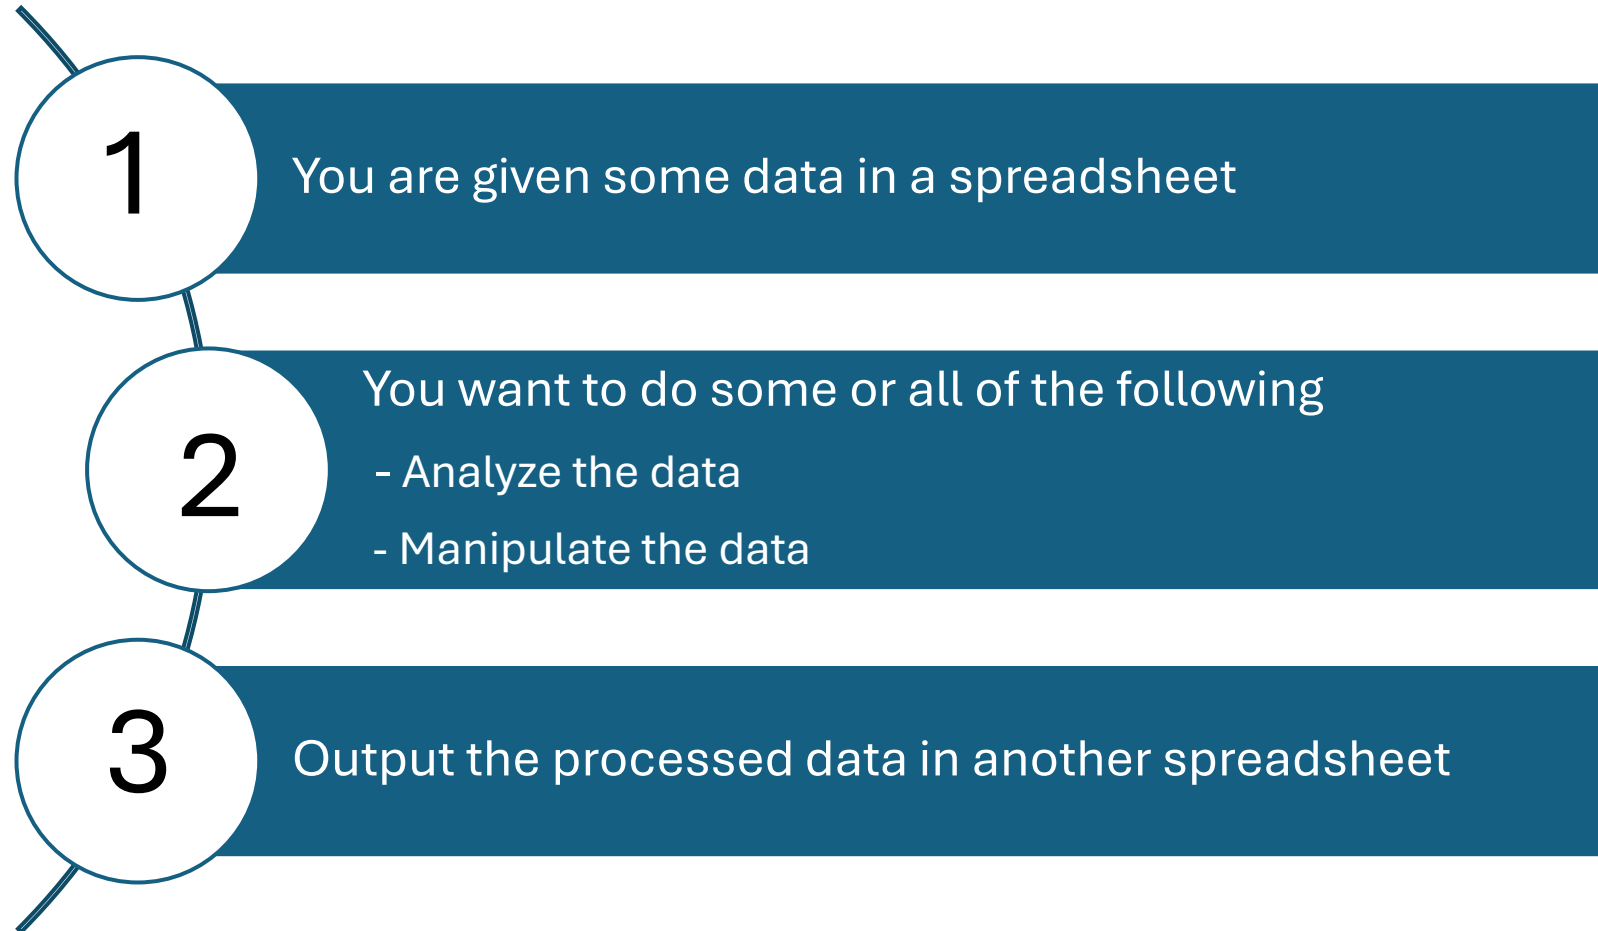 1
You are given some data in a spreadsheet
2
You want to do some or all of the following
- Analyze the data
- Manipulate the data
3
Output the processed data in another spreadsheet